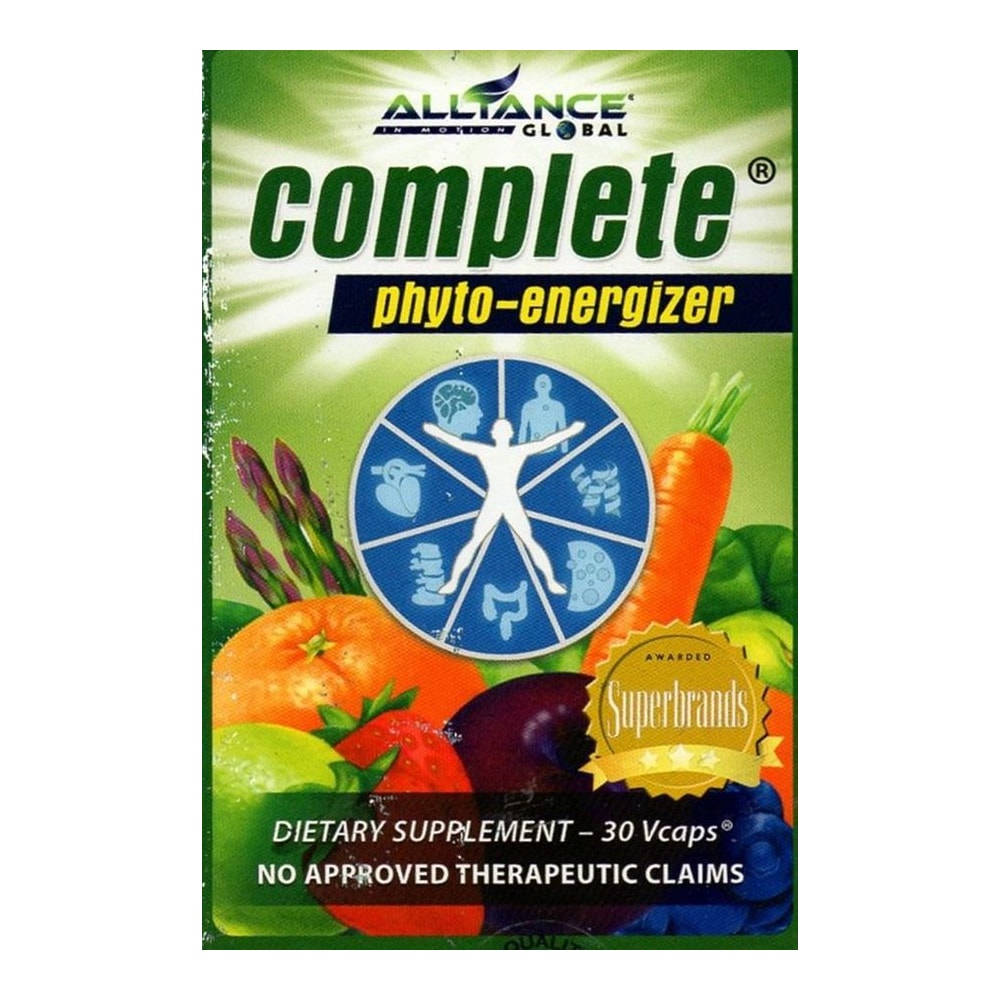 ALLIANCE®
IN MOTION GLOBAL
complete®
phyto-energizer
AWARDED
Superbrands
DIETARY SUPPLEMENT – 30 Vcaps®
NO APPROVED THERAPEUTIC CLAIMS